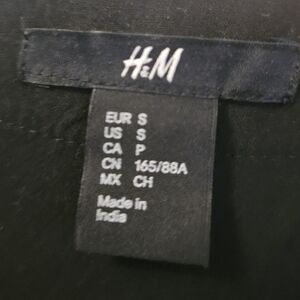 H&M
EUR S
US S
CA P
CN 165/88A
MX CH
Made in
India